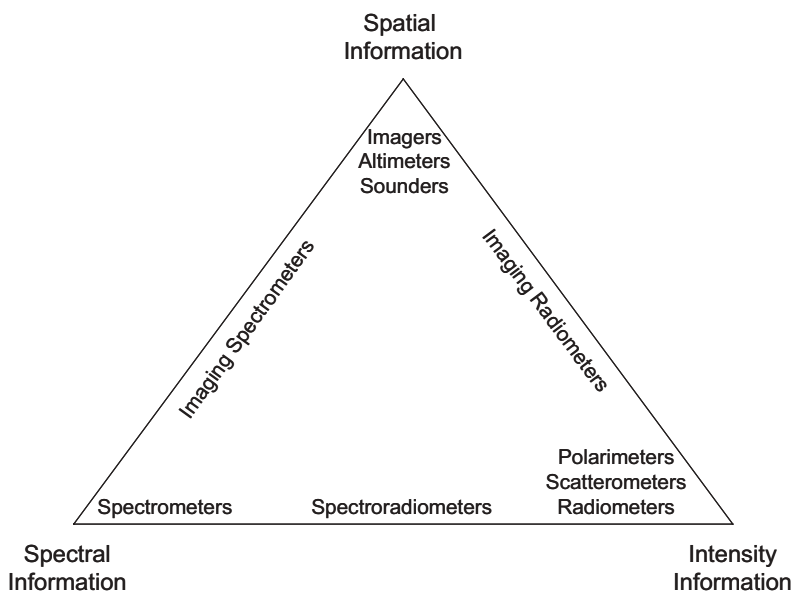 Spatial
Information
Imagers
Altimeters
Sounders
Imaging Spectrometers
Imaging Radiometers
Polarimeters
Scatterometers
Radiometers
Spectrometers
Spectroradiometers
Spectral
Information
Intensity
Information